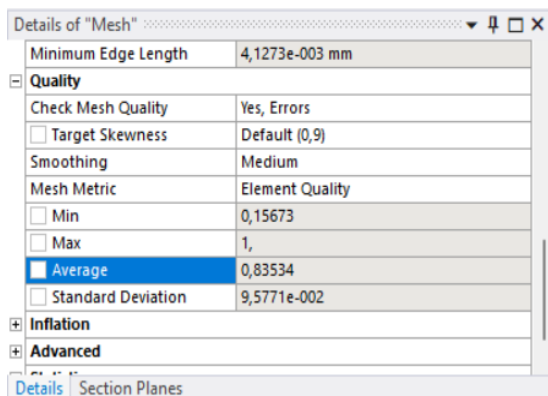 Details of "Mesh"
Minimum Edge Length 4,1273e-003 mm
Quality
Check Mesh Quality Yes, Errors
Target Skewness Default (0,9)
Smoothing Medium
Mesh Metric Element Quality
Min 0,15673
Max 1,
Average 0,83534
Standard Deviation 9,5771e-002
Inflation
Advanced
Details Section Planes